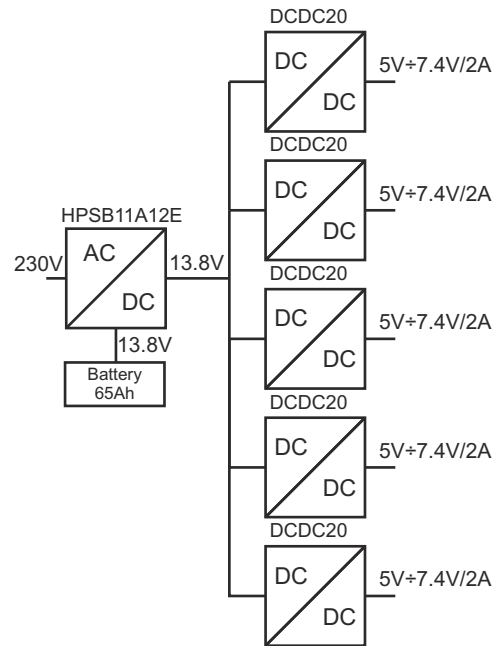 DCDC20
DC
DC
5V÷7.4V/2A
DCDC20
DC
DC
5V÷7.4V/2A
HPSB11A12E
230V
AC
DC
13.8V
13.8V
Battery
65Ah
DCDC20
DC
DC
5V÷7.4V/2A
DCDC20
DC
DC
5V÷7.4V/2A
DCDC20
DC
DC
5V÷7.4V/2A